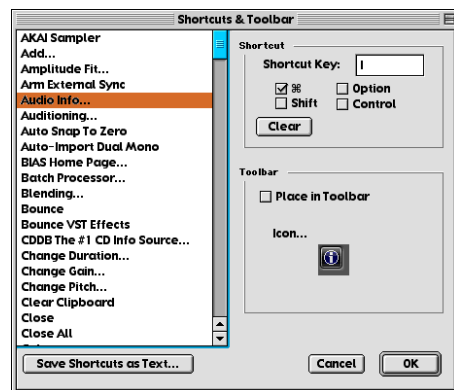 Shortcuts & Toolbar
AKAI Sampler
Add...
Amplitude Fit...
Arm External Sync
Audio Info...
Auditioning...
Auto Snap To Zero
Auto-Import Dual Mono
BIAS Home Page...
Batch Processor...
Blending...
Bounce
Bounce VST Effects
CDDB The #1 CD Info Source...
Change Duration...
Change Gain...
Change Pitch...
Clear Clipboard
Close
Close All
Shortcut
Shortcut Key: I
⌘ Option
Shift Control
Clear
Toolbar
Place in Toolbar
Icon...
Save Shortcuts as Text...
Cancel
OK